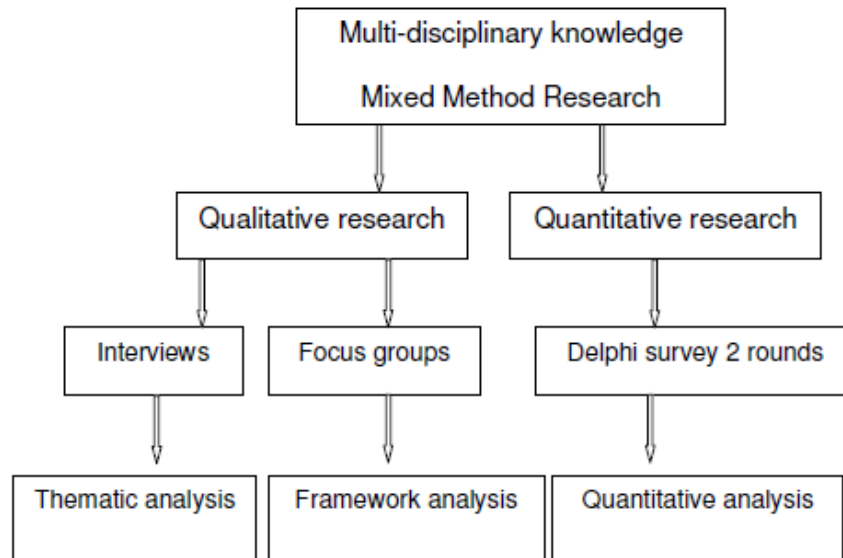 Multi-disciplinary knowledge
Mixed Method Research
Qualitative research
Quantitative research
Interviews
Focus groups
Delphi survey 2 rounds
Thematic analysis
Framework analysis
Quantitative analysis